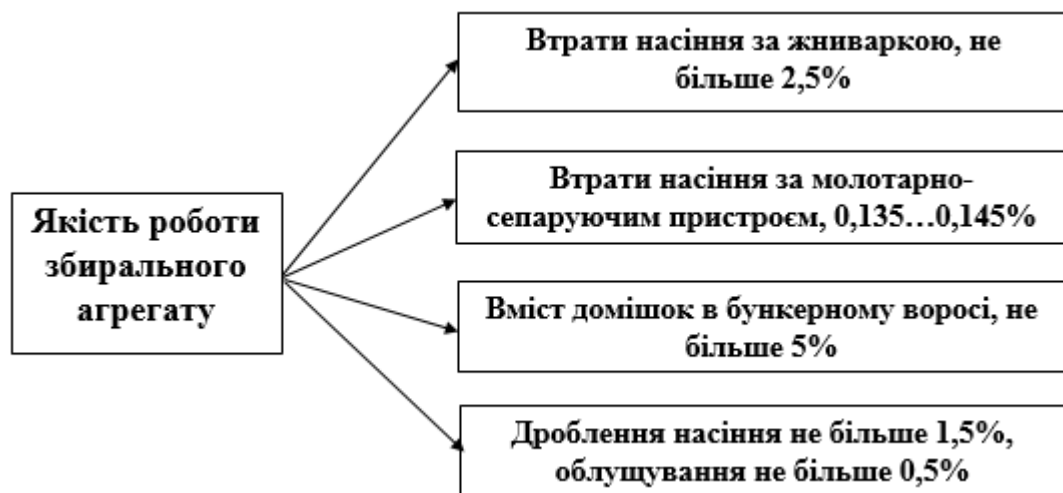 Якість роботи
збирального
агрегату
Втрати насіння за жниваркою, не
більше 2,5%
Втрати насіння за молотарно-
сепаруючим пристроєм, 0,135…0,145%
Вміст домішок в бункерному воросі, не
більше 5%
Дроблення насіння не більше 1,5%,
облущування не більше 0,5%